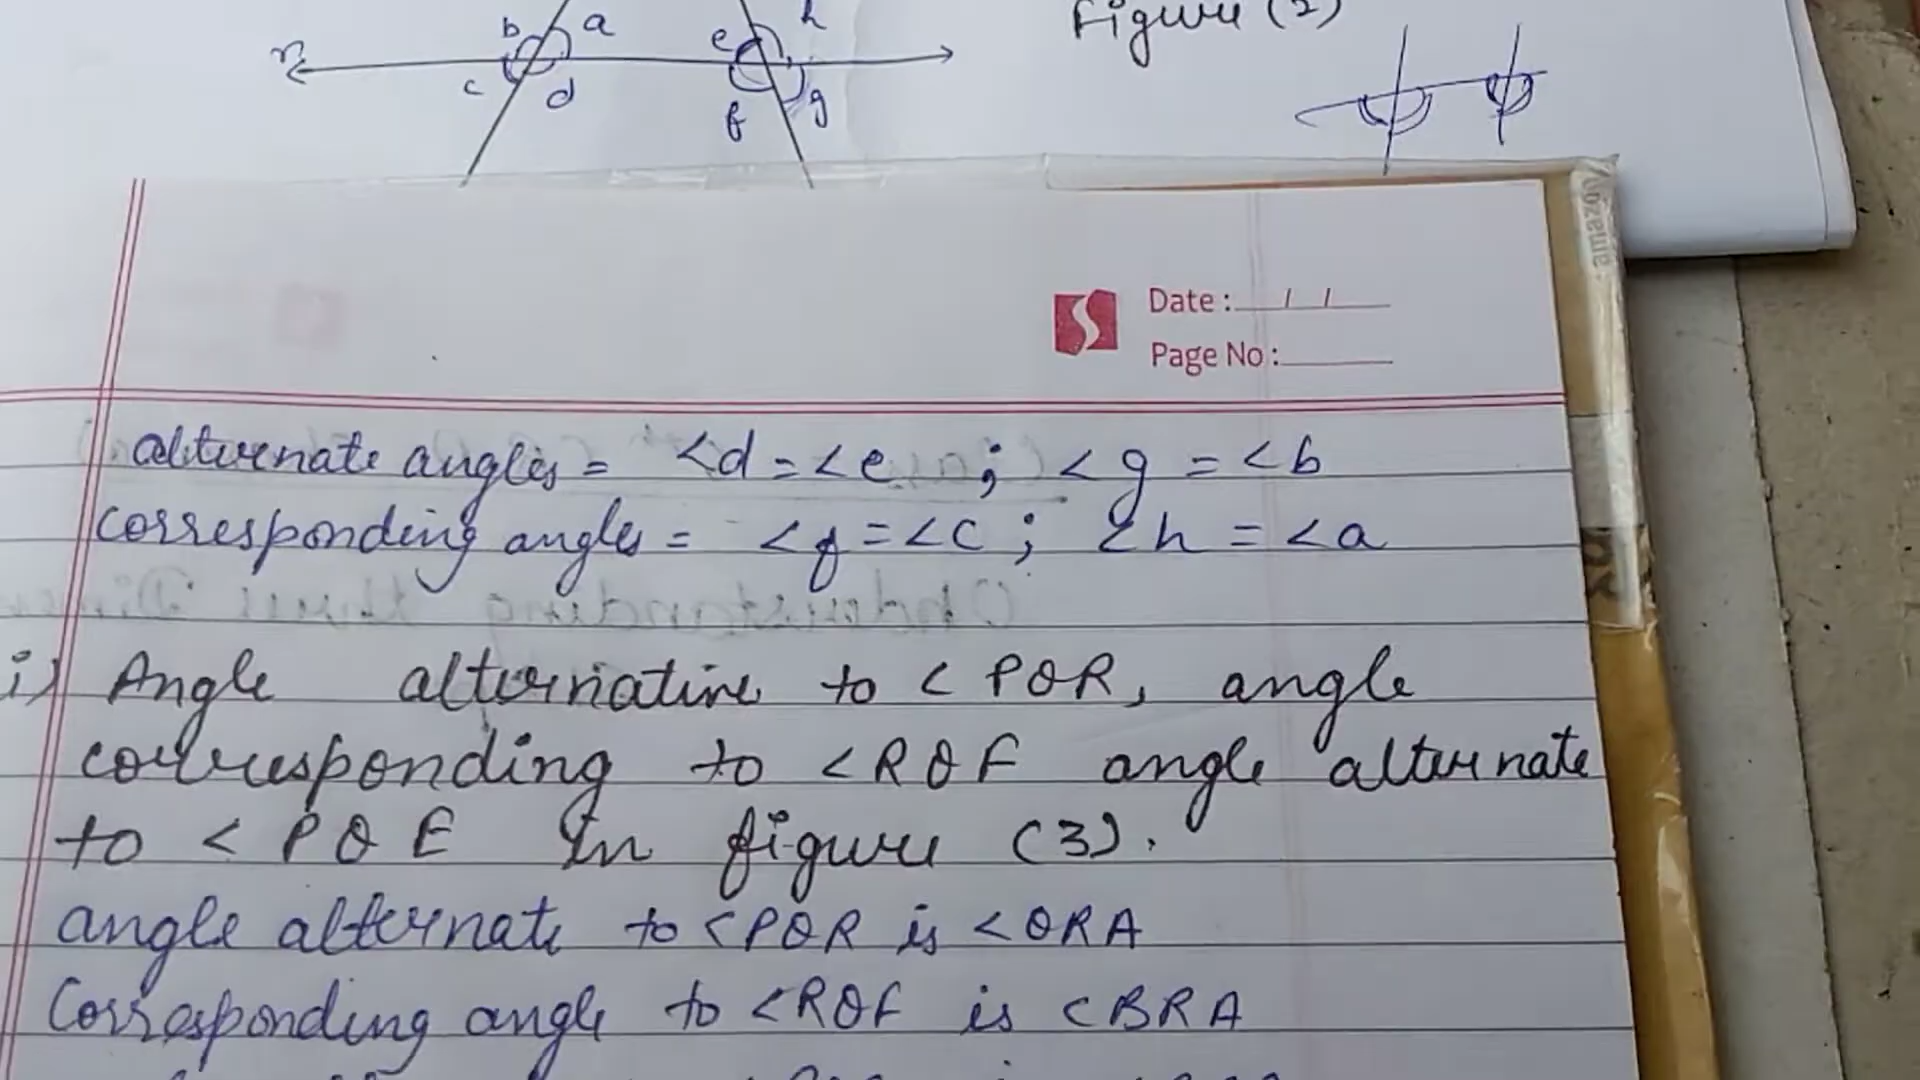 Figure (2)
b a e h
n
c d f g
amazon
Date : / /
Page No :
alternate angles = <d = <e ; <g = <b
corresponding angles = <f = <c ; <h = <a
i) Angle alternative to < PQR, angle
corresponding to <RQF angle alternate
to < PQE In figure (3).
angle alternate to <PQR is <QRA
Corresponding angle to <RQF is <BRA